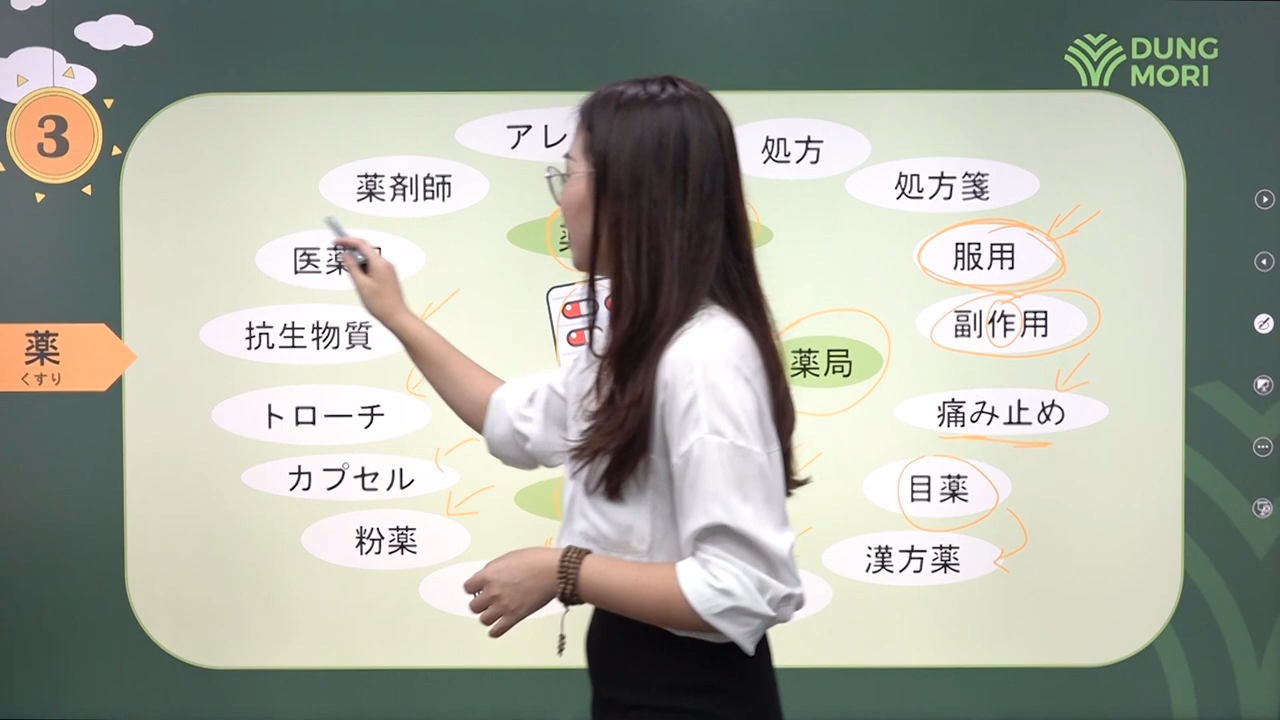 DUNG
MORI
3
アレ
処方
薬剤師
処方箋
服用
抗生物質
副作用
薬
くすり
薬局
トローチ
痛み止め
カプセル
目薬
粉薬
漢方薬